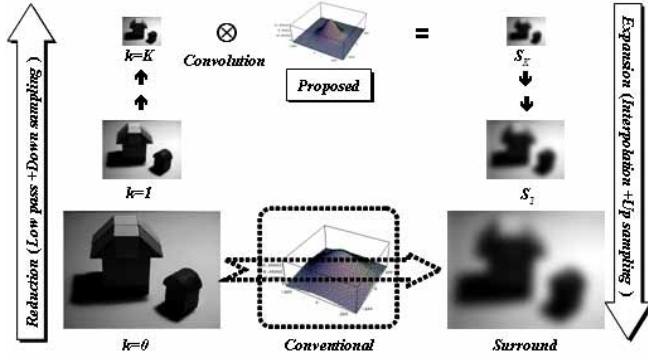 Reduction (Low pass +Down sampling)
k=K
⊗
Convolution
Proposed
=
S_K
k=1
S_1
k=0
Conventional
Surround
Expansion (Interpolation +Up sampling)